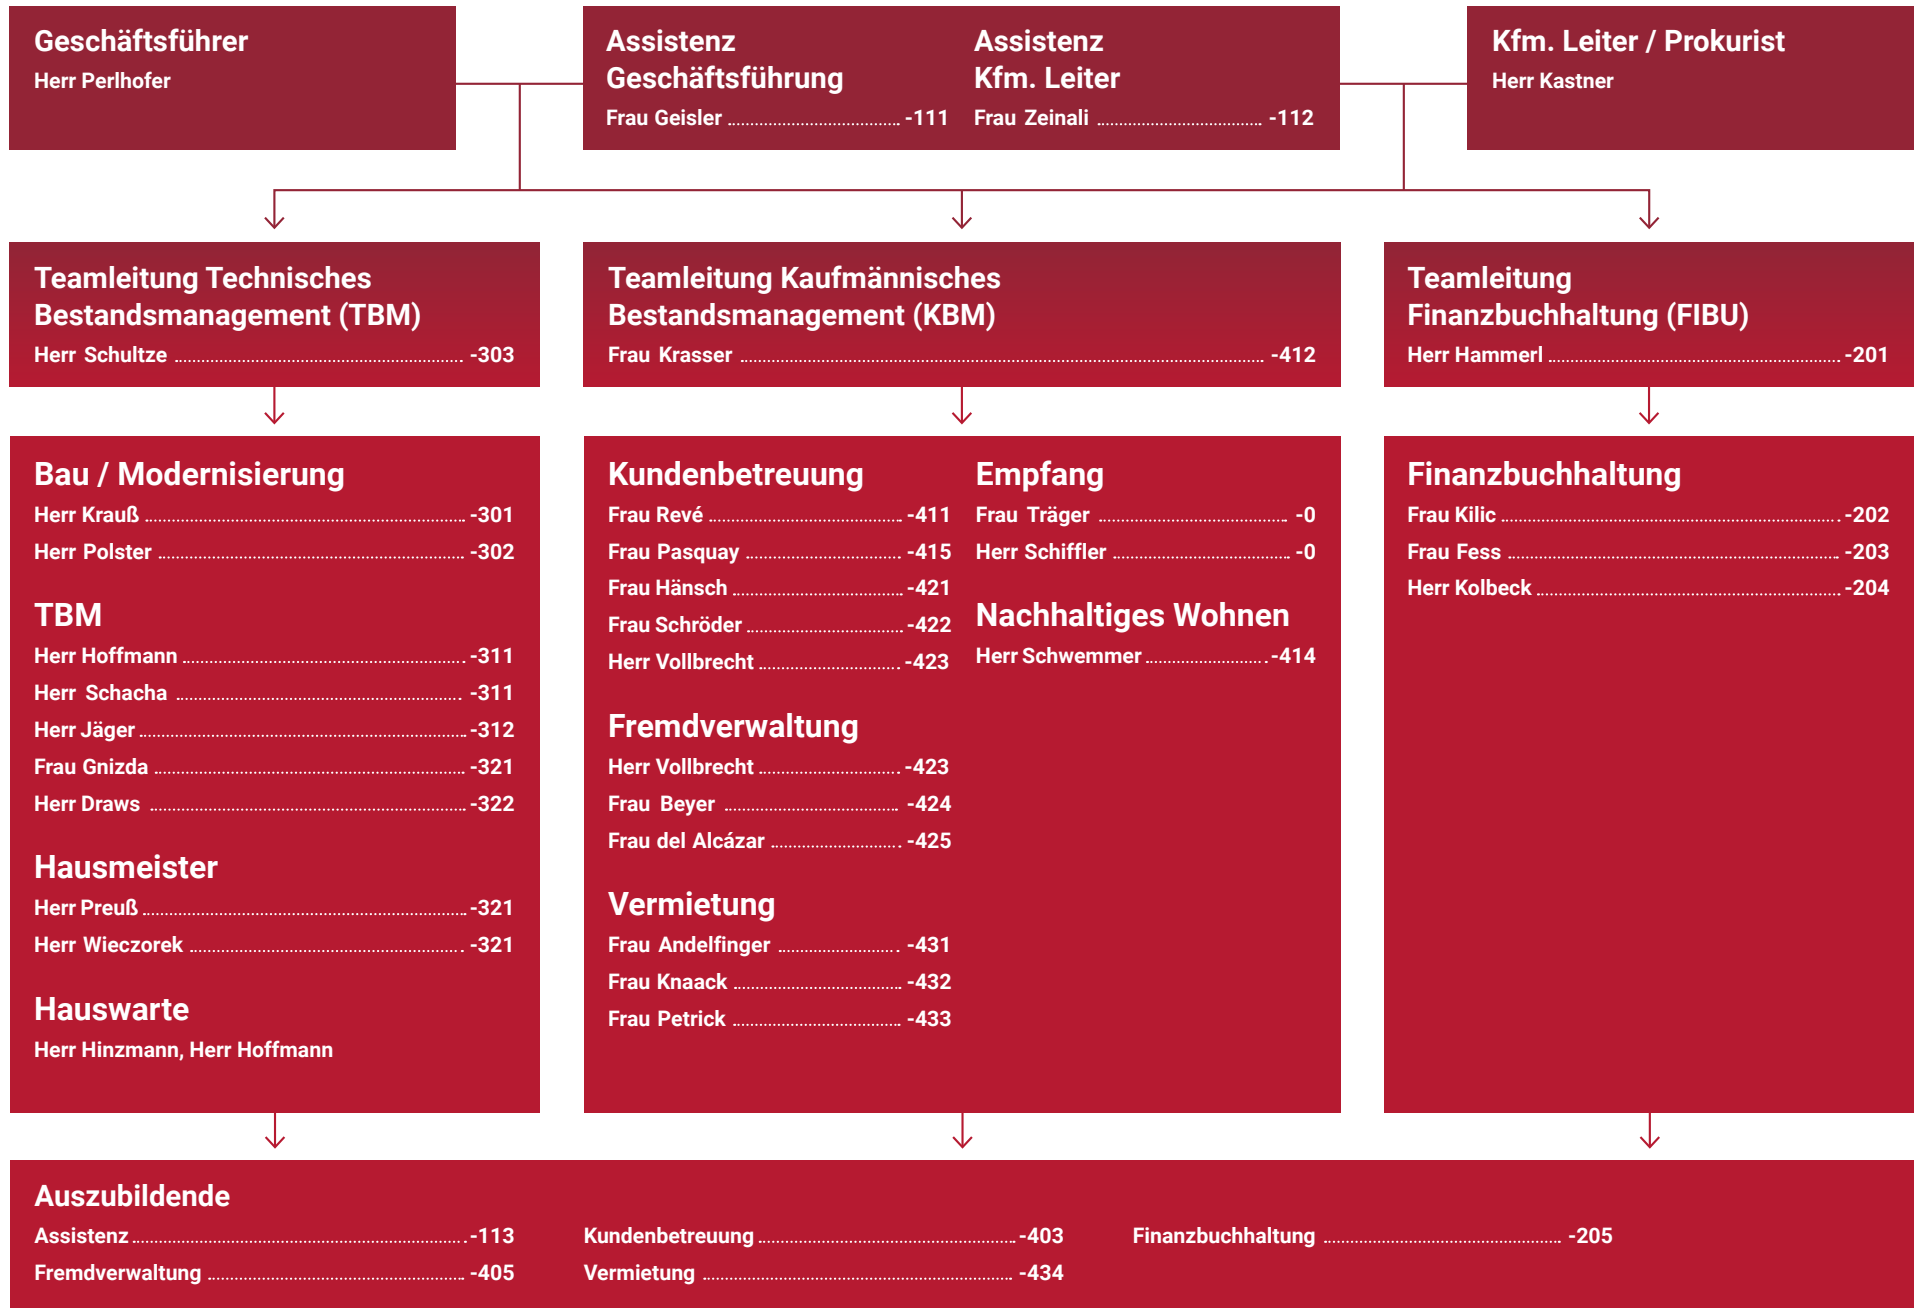 Geschäftsführer
Herr Perlhofer
Assistenz
Geschäftsführung
Frau Geisler -111
Assistenz
Kfm. Leiter
Frau Zeinali -112
Kfm. Leiter / Prokurist
Herr Kastner
Teamleitung Technisches
Bestandsmanagement (TBM)
Herr Schultze -303
Teamleitung Kaufmännisches
Bestandsmanagement (KBM)
Frau Krasser -412
Teamleitung
Finanzbuchhaltung (FIBU)
Herr Hammerl -201
Bau / Modernisierung
Herr Krauß -301
Herr Polster -302
TBM
Herr Hoffmann -311
Herr Schacha -311
Herr Jäger -312
Frau Gnizda -321
Herr Draws -322
Hausmeister
Herr Preuß -321
Herr Wieczorek -321
Hauswarte
Herr Hinzmann, Herr Hoffmann
Kundenbetreuung
Frau Revé -411
Frau Pasquay -415
Frau Hänsch -421
Frau Schröder -422
Herr Vollbrecht -423
Fremdverwaltung
Herr Vollbrecht -423
Frau Beyer -424
Frau del Alcázar -425
Vermietung
Frau Andelfinger -431
Frau Knaack -432
Frau Petrick -433
Empfang
Frau Träger -0
Herr Schiffler -0
Nachhaltiges Wohnen
Herr Schwemmer -414
Finanzbuchhaltung
Frau Kilic -202
Frau Fess -203
Herr Kolbeck -204
Auszubildende
Assistenz -113
Fremdverwaltung -405
Kundenbetreuung -403
Vermietung -434
Finanzbuchhaltung -205